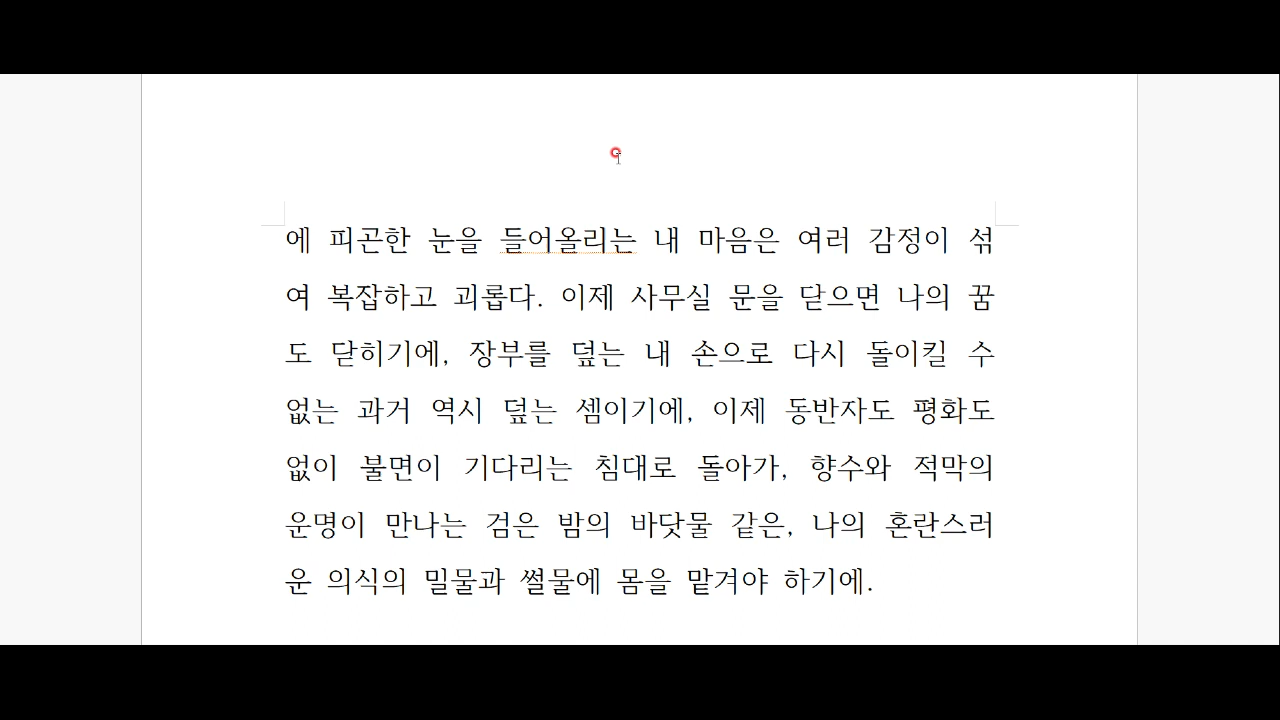 에 피곤한 눈을 들어올리는 내 마음은 여러 감정이 섞
여 복잡하고 괴롭다. 이제 사무실 문을 닫으면 나의 꿈
도 닫히기에, 장부를 덮는 내 손으로 다시 돌이킬 수
없는 과거 역시 덮는 셈이기에, 이제 동반자도 평화도
없이 불면이 기다리는 침대로 돌아가, 향수와 적막의
운명이 만나는 검은 밤의 바닷물 같은, 나의 혼란스러
운 의식의 밀물과 썰물에 몸을 맡겨야 하기에.